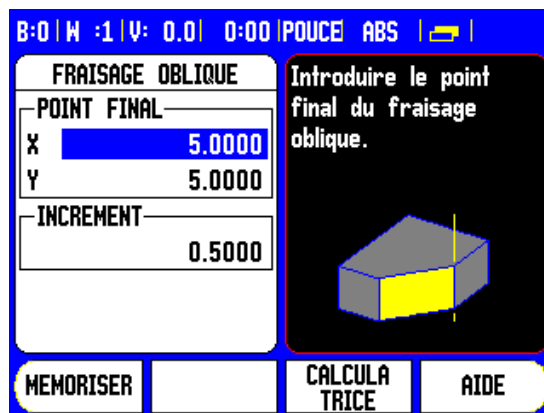 B:0 | W :1 | V: 0.0 | 0:00 | POUCE ABS
FRAISAGE OBLIQUE
POINT FINAL
X 5.0000
Y 5.0000
INCREMENT
0.5000
Introduire le point
final du fraisage
oblique.
MEMORISER
CALCULA
TRICE
AIDE